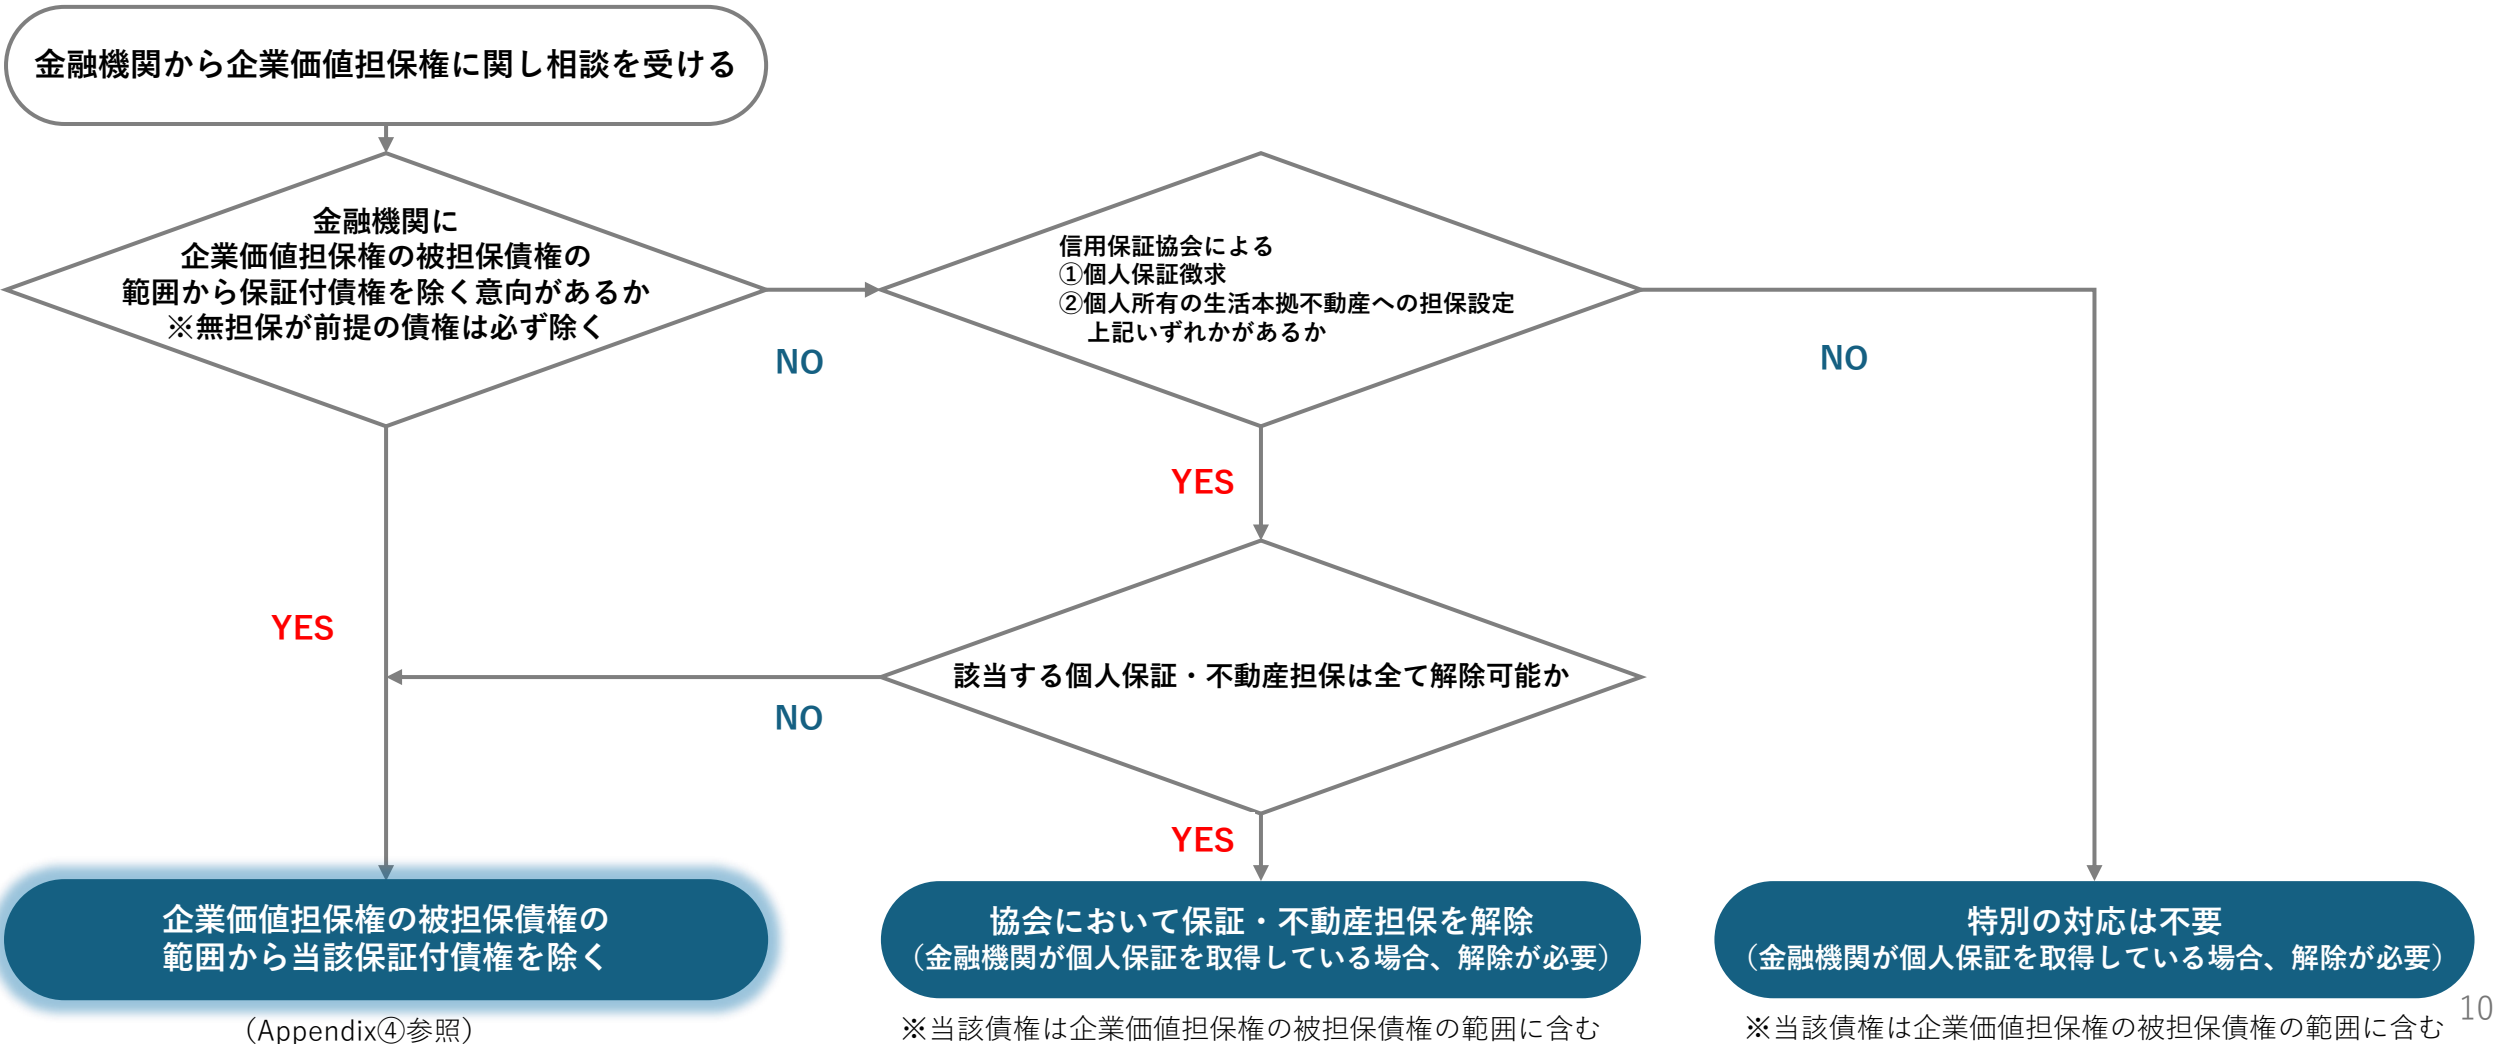 金融機関から企業価値担保権に関し相談を受ける
金融機関に
企業価値担保権の被担保債権の
範囲から保証付債権を除く意向があるか
※無担保が前提の債権は必ず除く
NO
信用保証協会による
①個人保証徴求
②個人所有の生活本拠不動産への担保設定
上記いずれかがあるか
NO
YES
YES
該当する個人保証・不動産担保は全て解除可能か
NO
YES
企業価値担保権の被担保債権の
範囲から当該保証付債権を除く
(Appendix④参照)
協会において保証・不動産担保を解除
(金融機関が個人保証を取得している場合、解除が必要)
※当該債権は企業価値担保権の被担保債権の範囲に含む
特別の対応は不要
(金融機関が個人保証を取得している場合、解除が必要)
※当該債権は企業価値担保権の被担保債権の範囲に含む
10